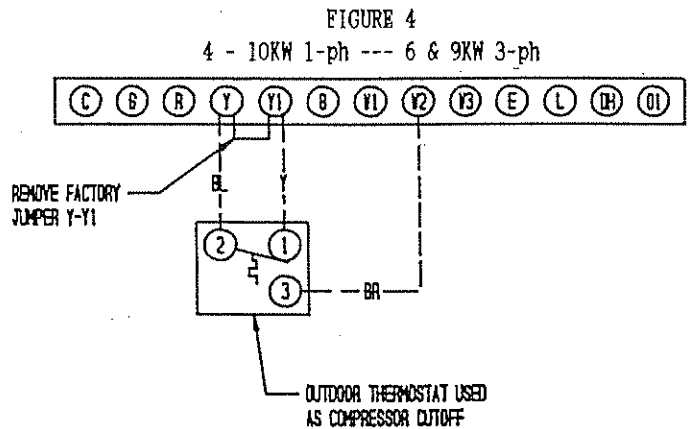 FIGURE 4
4 - 10KW 1-ph --- 6 & 9KW 3-ph
C G R Y Y1 B W1 W2 W3 E L DH O1
REMOVE FACTORY
JUMPER Y-Y1
BL Y
2 1
3 BR
OUTDOOR THERMOSTAT USED
AS COMPRESSOR CUTOFF